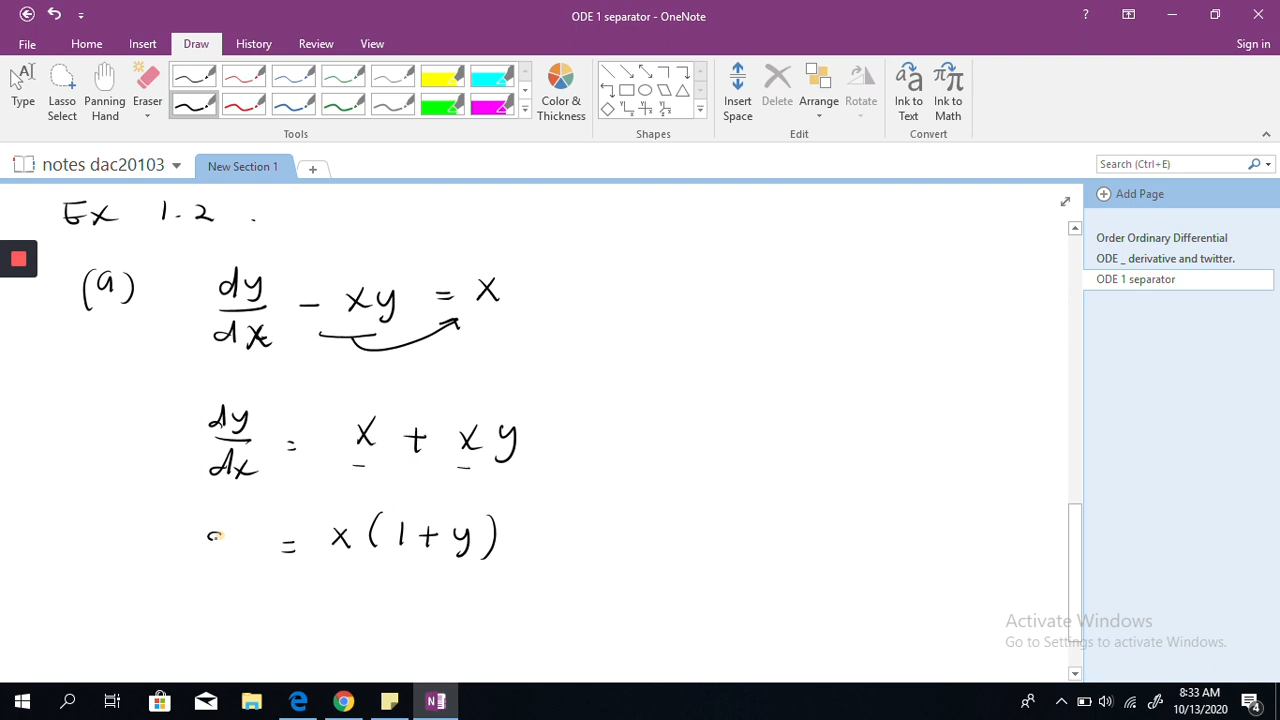 ODE 1 separator - OneNote
?
File Home Insert Draw History Review View Sign in
Type
Lasso Select
Panning Hand
Eraser
Color & Thickness
Insert Space
Delete
Arrange
Rotate
Ink to Text
Ink to Math
Tools Shapes Edit Convert
notes dac20103
New Section 1
+
Search (Ctrl+E)
Add Page
Order Ordinary Differential
ODE _ derivative and twitter.
ODE 1 separator
Ex 1.2 .
(a) dy/dx - xy = x
dy/dx = x + xy
= x (1 + y)
Activate Windows
Go to Settings to activate Windows.
8:33 AM
10/13/2020
4